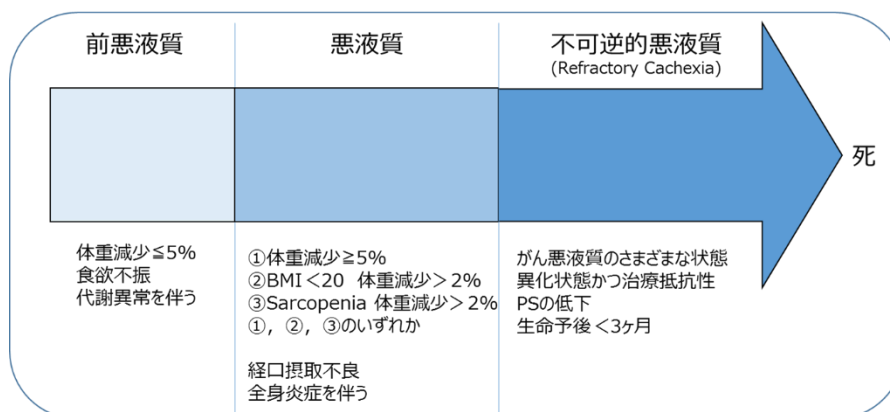 前悪液質
悪液質
不可逆的悪液質
(Refractory Cachexia)
死
体重減少≦5%
食欲不振
代謝異常を伴う
①体重減少≧5%
②BMI<20 体重減少>2%
③Sarcopenia 体重減少>2%
①, ②, ③のいずれか
経口摂取不良
全身炎症を伴う
がん悪液質のさまざまな状態
異化状態かつ治療抵抗性
PSの低下
生命予後<3ヶ月